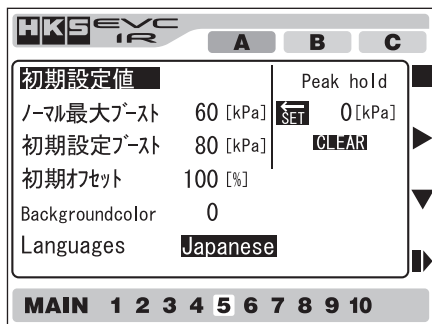 HKS EVC
IR
A B C
初期設定値
ノーマル最大ブースト 60 [kPa]
初期設定ブースト 80 [kPa]
初期オフセット 100 [%]
Backgroundcolor 0
Languages Japanese
Peak hold
SET 0[kPa]
CLEAR
MAIN 1 2 3 4 5 6 7 8 9 10